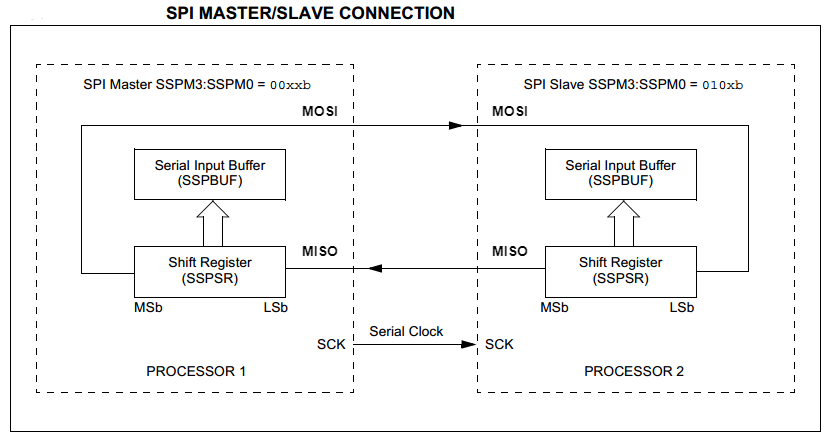 SPI MASTER/SLAVE CONNECTION
SPI Master SSPM3:SSPM0 = 00xxb
SPI Slave SSPM3:SSPM0 = 010xb
MOSI
MOSI
Serial Input Buffer
(SSPBUF)
Serial Input Buffer
(SSPBUF)
MISO
MISO
Shift Register
(SSPSR)
Shift Register
(SSPSR)
MSb
LSb
MSb
LSb
Serial Clock
SCK
SCK
PROCESSOR 1
PROCESSOR 2